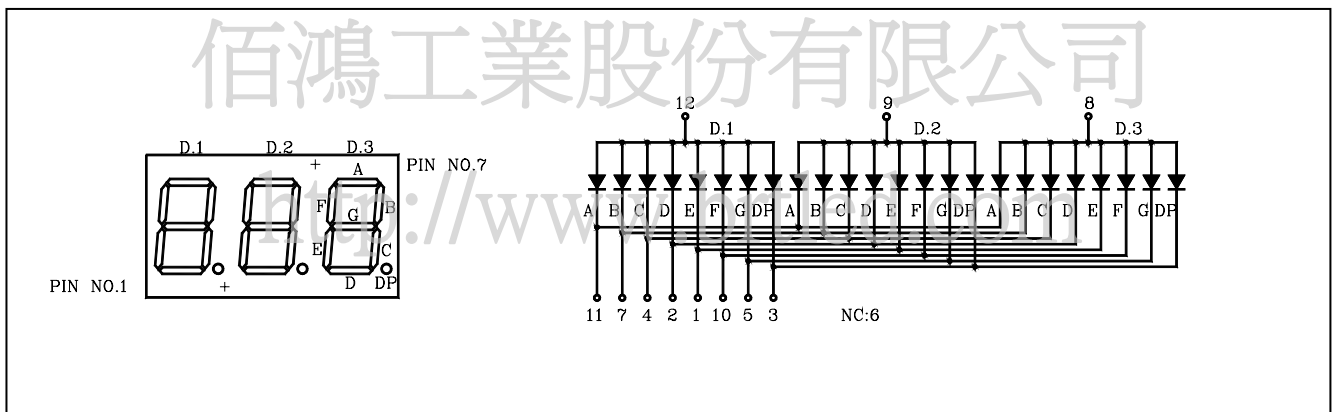 佰鴻工業股份有限公司
http://www.brtled.com
D.1 D.2 D.3
+ A PIN NO.7
F B
G
E C
D DP
PIN NO.1 +
12 9 8
D.1 D.2 D.3
A B C D E F G DP A B C D E F G DP A B C D E F G DP
11 7 4 2 1 10 5 3 NC:6